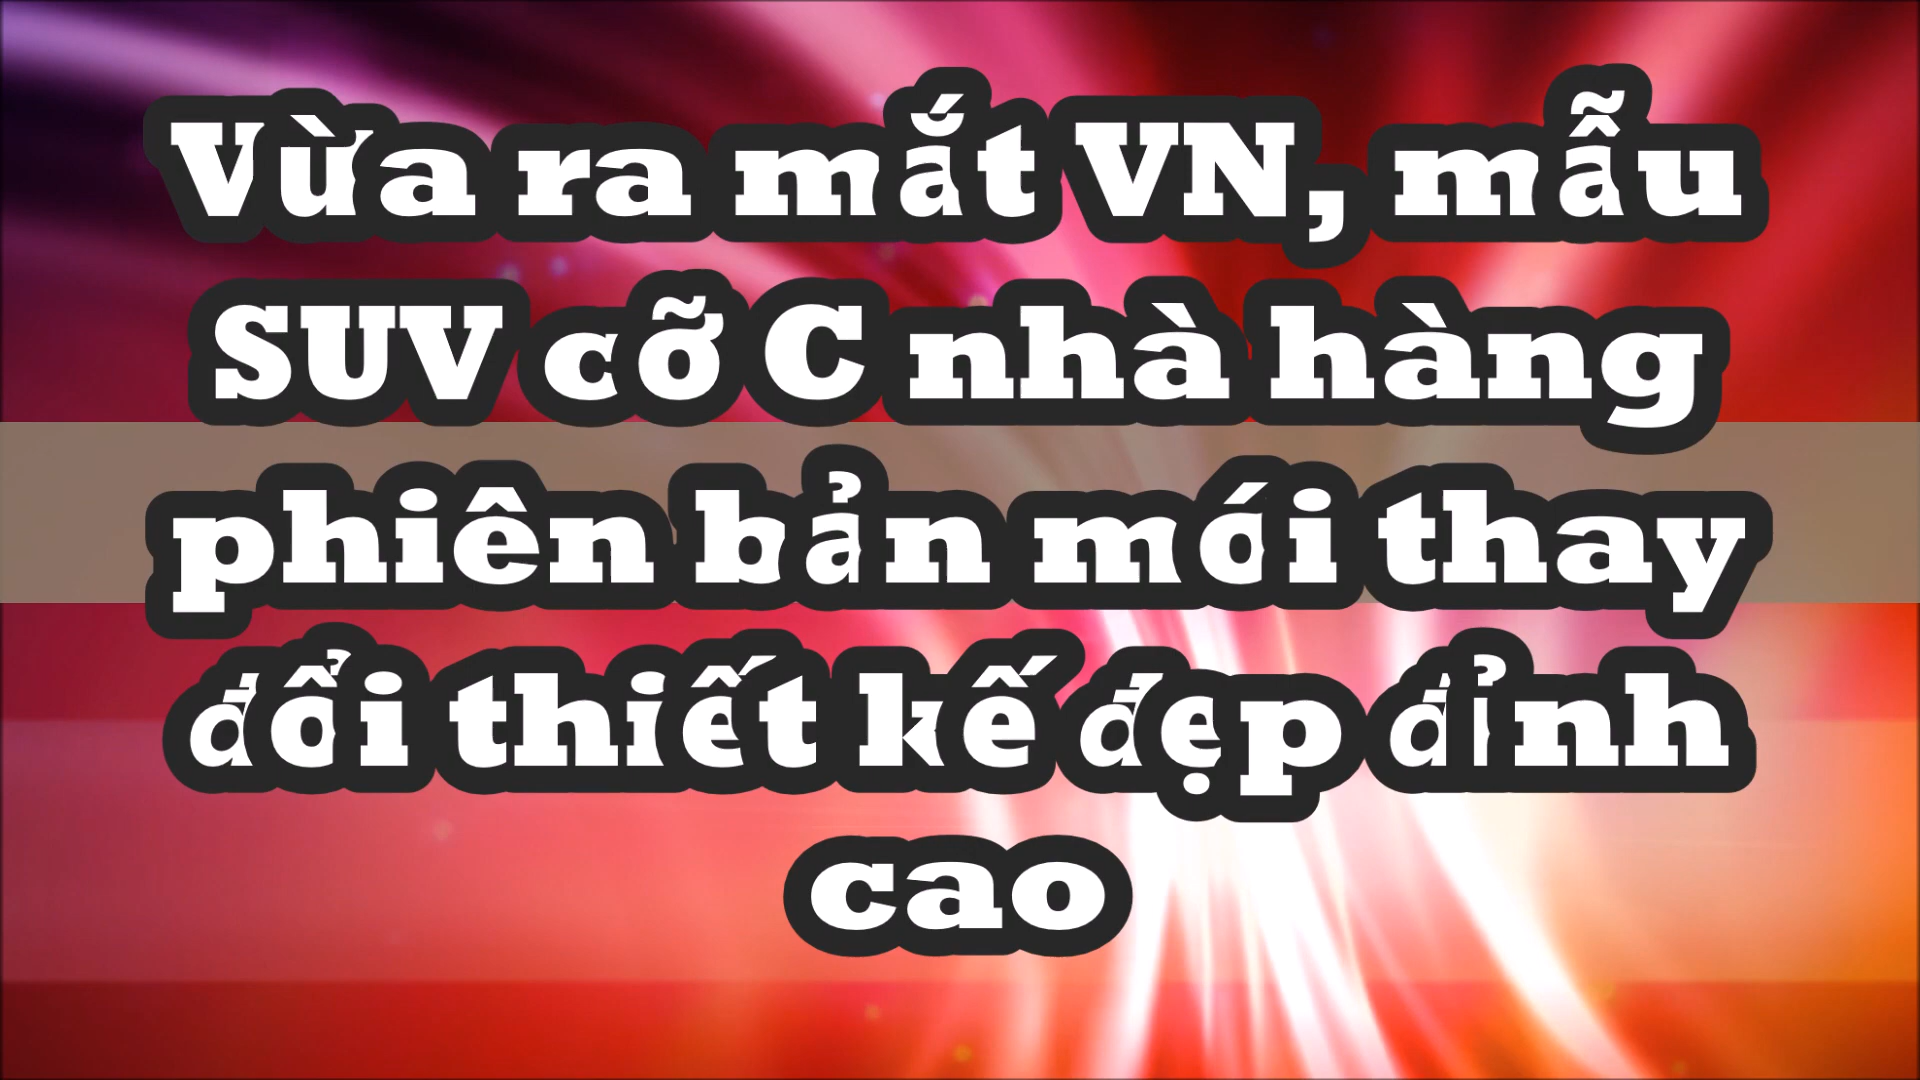 Vừa ra mắt VN, mẫu
SUV cỡ C nhà hàng
phiên bản mới thay
đổi thiết kế đẹp đỉnh
cao